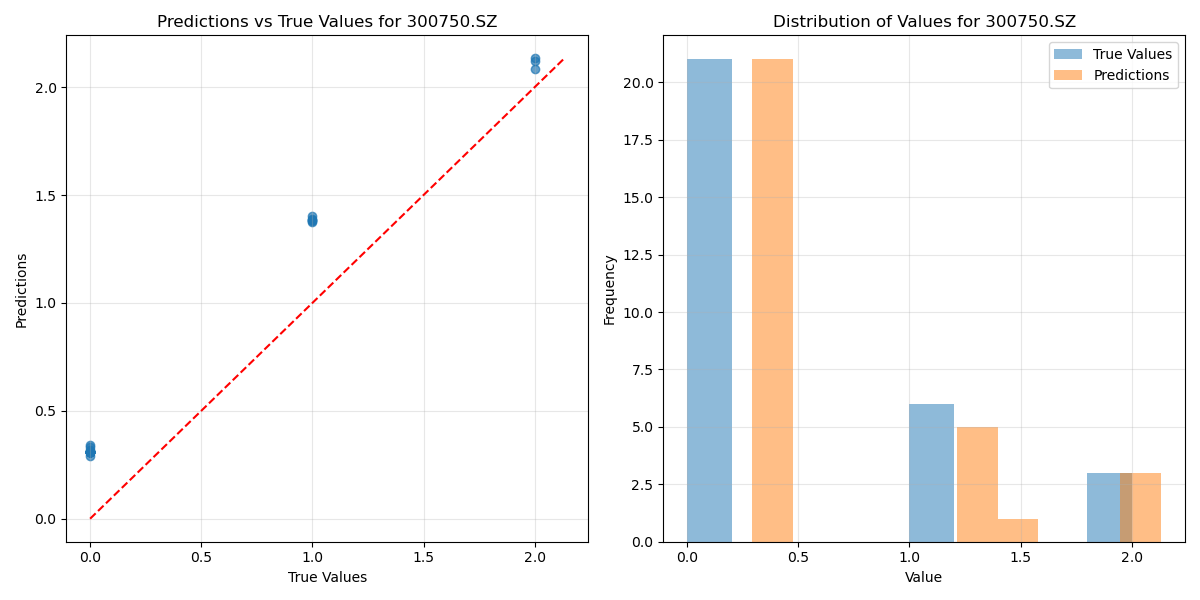 Predictions vs True Values for 300750.SZ
Predictions
2.0
1.5
1.0
0.5
0.0
0.0 0.5 1.0 1.5 2.0
True Values
Distribution of Values for 300750.SZ
True Values
Predictions
Frequency
20.0
17.5
15.0
12.5
10.0
7.5
5.0
2.5
0.0
0.0 0.5 1.0 1.5 2.0
Value